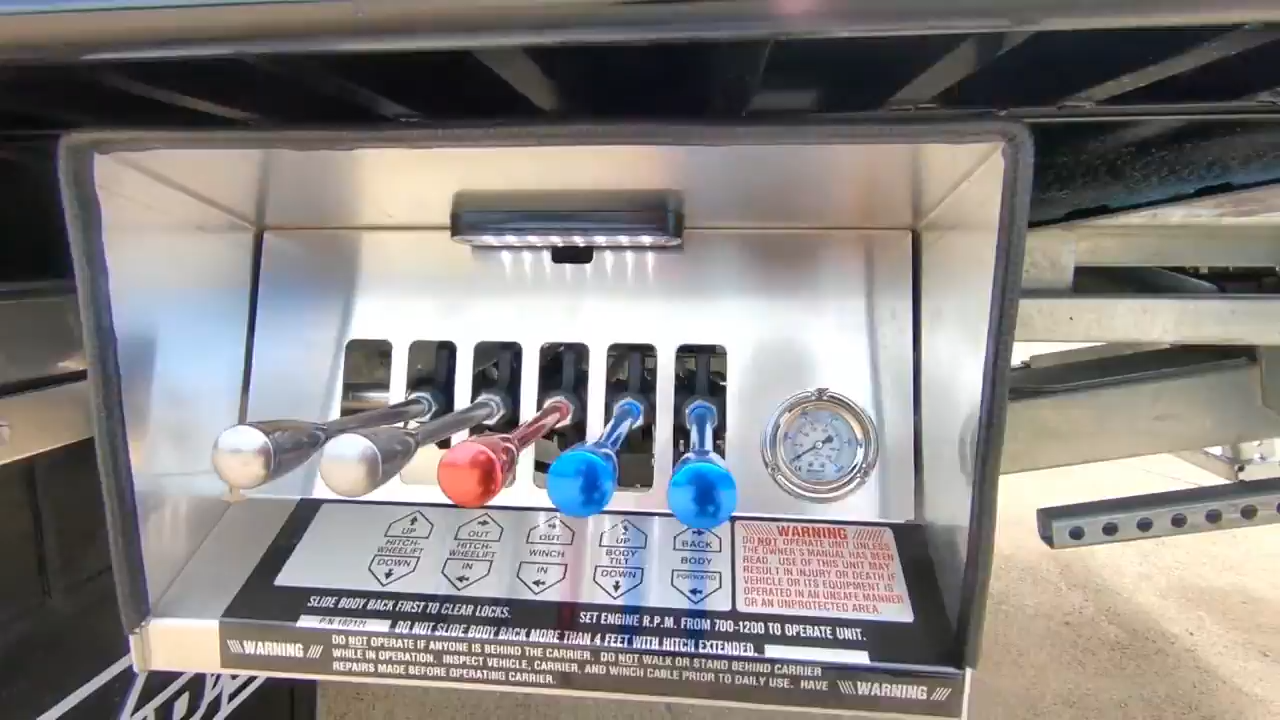 UP
HITCH-
WHEELIFT
DOWN
OUT
HITCH-
WHEELIFT
IN
OUT
WINCH
IN
UP
BODY
TILT
DOWN
BACK
BODY
FORWARD
WARNING
DO NOT OPERATE UNIT UNLESS
THE OWNER'S MANUAL HAS BEEN
READ. USE OF THIS UNIT MAY
RESULT IN INJURY OR DEATH IF
VEHICLE OR ITS EQUIPMENT IS
OPERATED IN AN UNSAFE MANNER
OR AN UNPROTECTED AREA.
SLIDE BODY BACK FIRST TO CLEAR LOCKS.
SET ENGINE R.P.M. FROM 700-1200 TO OPERATE UNIT.
P/N
DO NOT SLIDE BODY BACK MORE THAN 4 FEET WITH HITCH EXTENDED.
WARNING
DO NOT OPERATE IF ANYONE IS BEHIND THE CARRIER. DO NOT WALK OR STAND BEHIND CARRIER
WHILE IN OPERATION. INSPECT VEHICLE, CARRIER, AND WINCH CABLE PRIOR TO DAILY USE. HAVE
REPAIRS MADE BEFORE OPERATING CARRIER.
WARNING